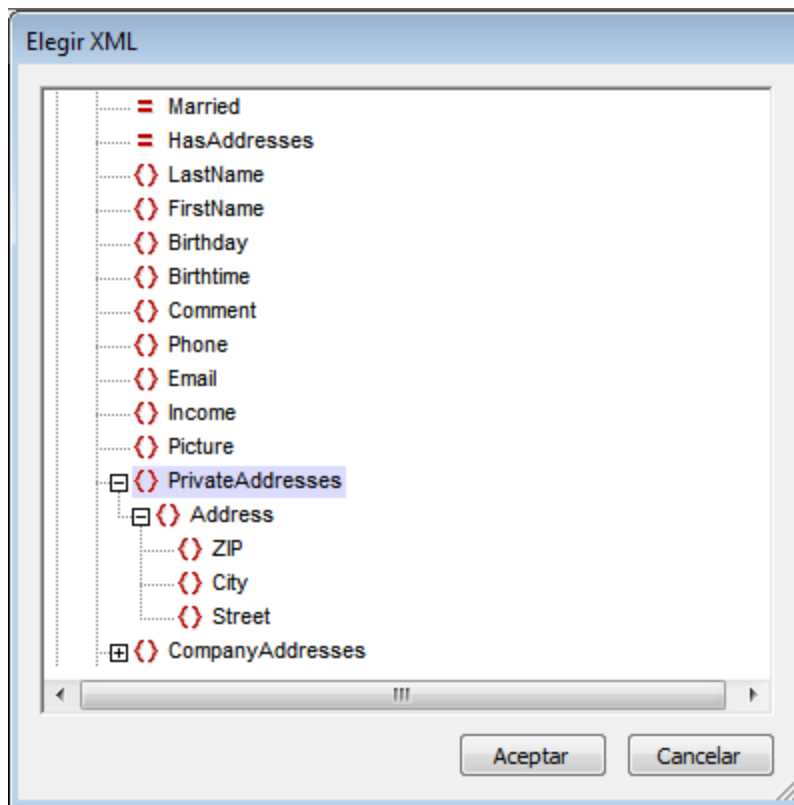 Elegir XML
Married
HasAddresses
LastName
FirstName
Birthday
Birthtime
Comment
Phone
Email
Income
Picture
PrivateAddresses
Address
ZIP
City
Street
CompanyAddresses
Aceptar Cancelar